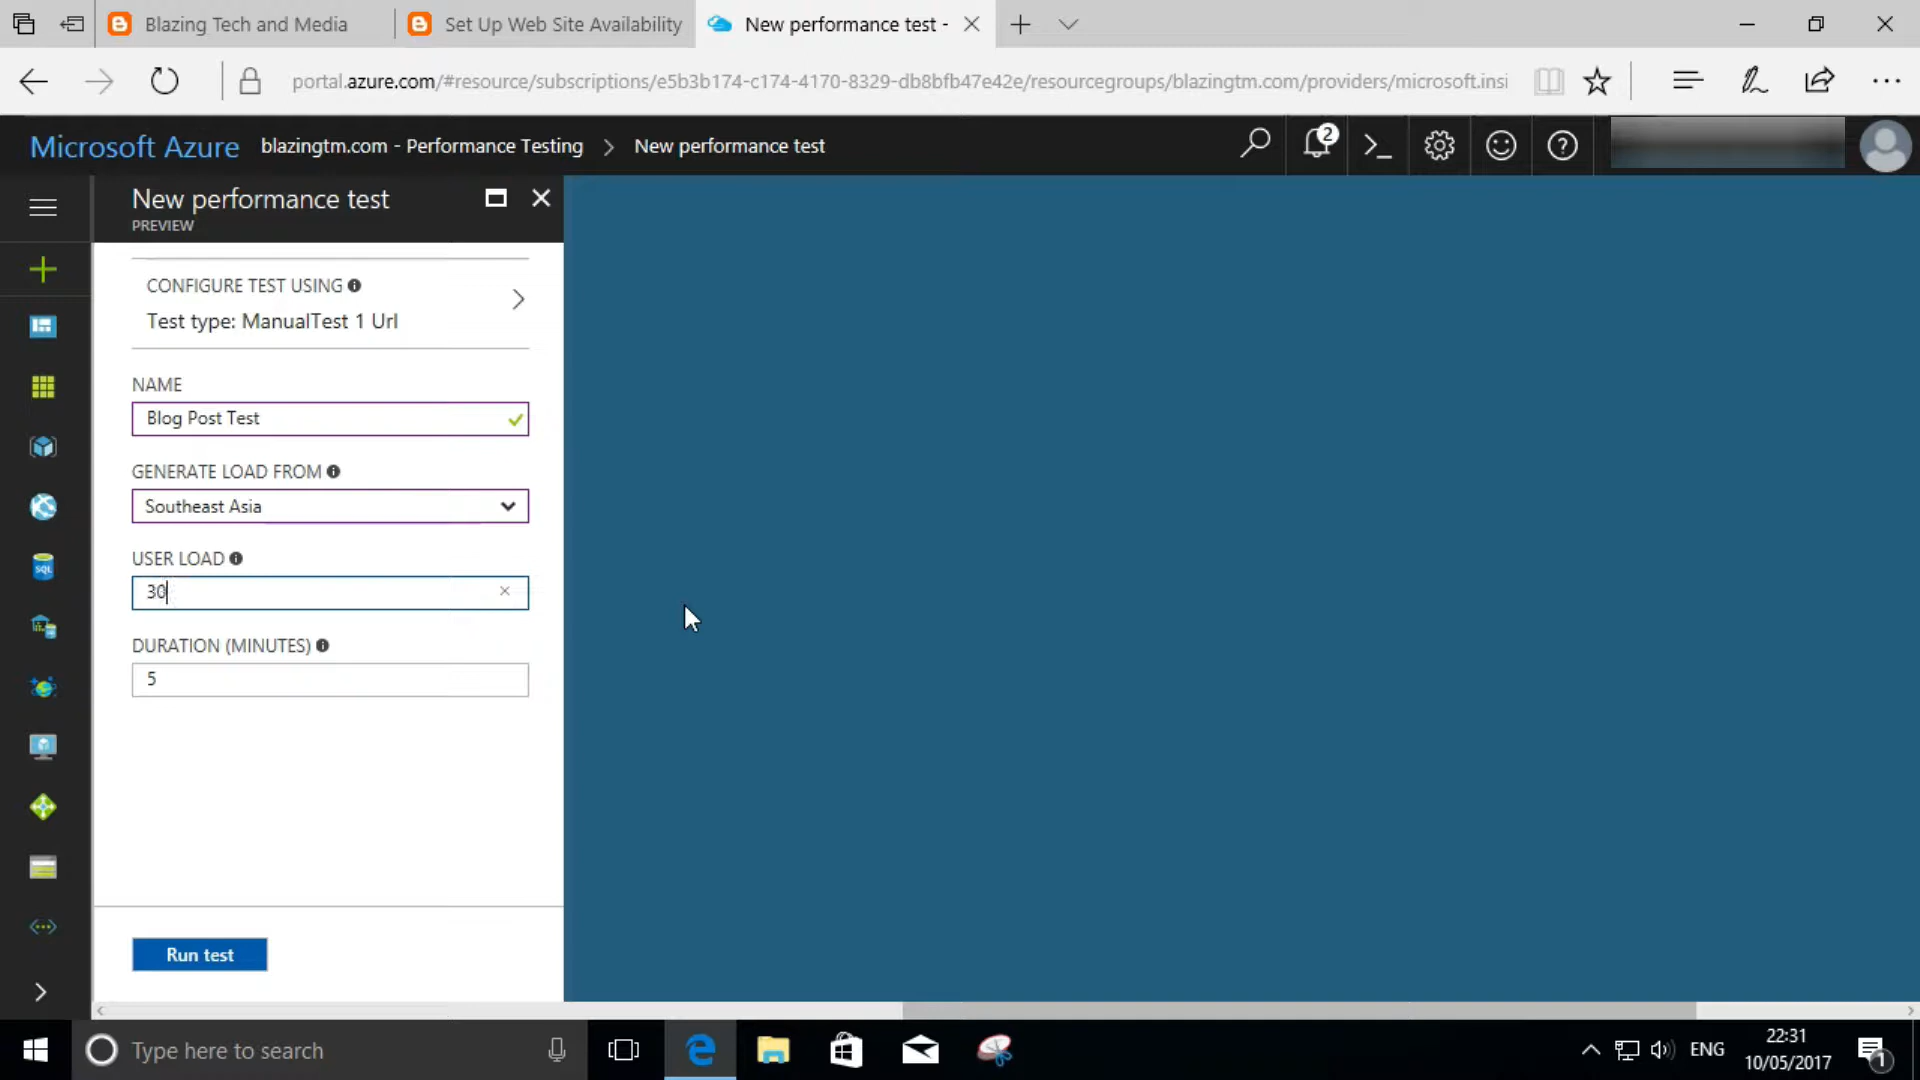 Blazing Tech and Media
Set Up Web Site Availability
New performance test -
portal.azure.com/#resource/subscriptions/e5b3b174-c174-4170-8329-db8bfb47e42e/resourcegroups/blazingtm.com/providers/microsoft.insi
Microsoft Azure
blazingtm.com - Performance Testing
New performance test
2
New performance test
PREVIEW
CONFIGURE TEST USING
Test type: ManualTest 1 Url
NAME
Blog Post Test
GENERATE LOAD FROM
Southeast Asia
USER LOAD
30
DURATION (MINUTES)
5
SQL
Run test
Type here to search
ENG
22:31
10/05/2017
1